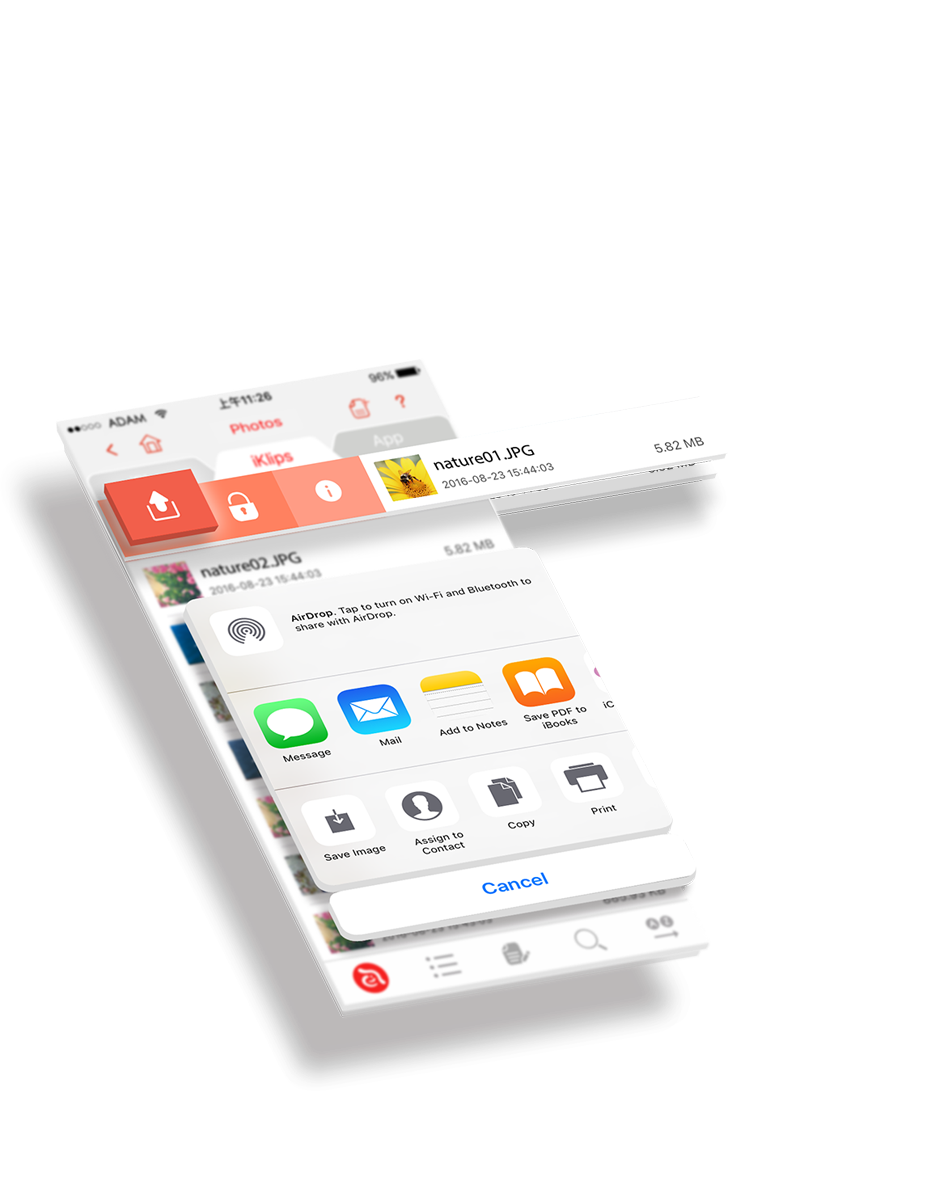 ADAM
上午11:26
96%
Photos
?
iKlips
App
nature01.JPG
5.82 MB
2016-08-23 15:44:03
nature02.JPG
5.82 MB
2016-08-23 15:44:03
AirDrop. Tap to turn on Wi-Fi and Bluetooth to
share with AirDrop.
Message
Mail
Add to Notes
Save PDF to
iBooks
iC
Save Image
Assign to
Contact
Copy
Print
Cancel